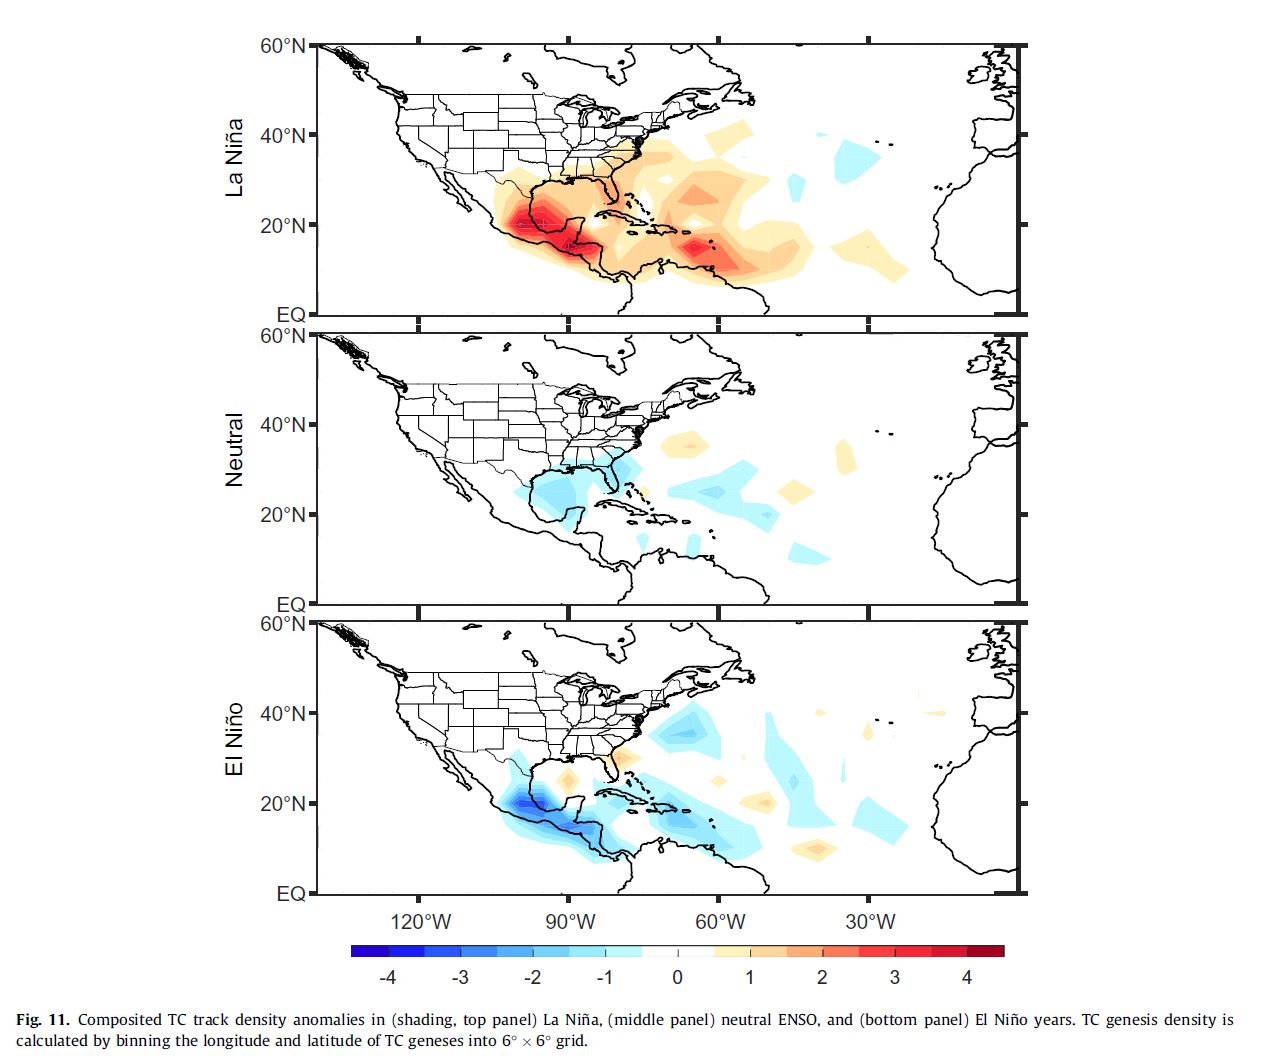 60°N
40°N
20°N
EQ
La Niña
60°N
40°N
20°N
EQ
Neutral
60°N
40°N
20°N
EQ
El Niño
120°W 90°W 60°W 30°W
-4 -3 -2 -1 0 1 2 3 4
Fig. 11. Composited TC track density anomalies in (shading, top panel) La Niña, (middle panel) neutral ENSO, and (bottom panel) El Niño years. TC genesis density is
calculated by binning the longitude and latitude of TC geneses into 6° × 6° grid.